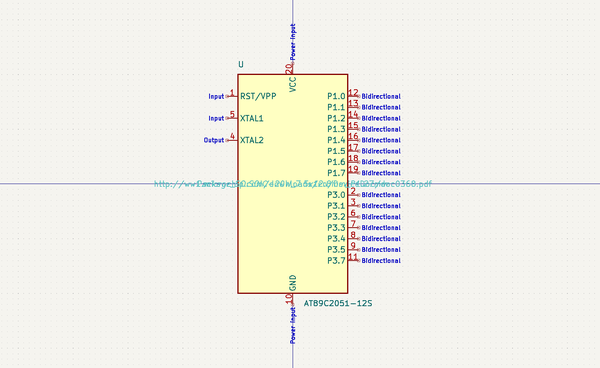 Power Input
U
20
VCC
Input 1 RST/VPP P1.0 12 Bidirectional
P1.1 13 Bidirectional
Input 5 XTAL1 P1.2 14 Bidirectional
P1.3 15 Bidirectional
Output 4 XTAL2 P1.4 16 Bidirectional
P1.5 17 Bidirectional
P1.6 18 Bidirectional
P1.7 19 Bidirectional
P3.0 2 Bidirectional
P3.1 3 Bidirectional
P3.2 6 Bidirectional
P3.3 7 Bidirectional
P3.4 8 Bidirectional
P3.5 9 Bidirectional
P3.7 11 Bidirectional
GND
10
AT89C2051-12S
Power Input